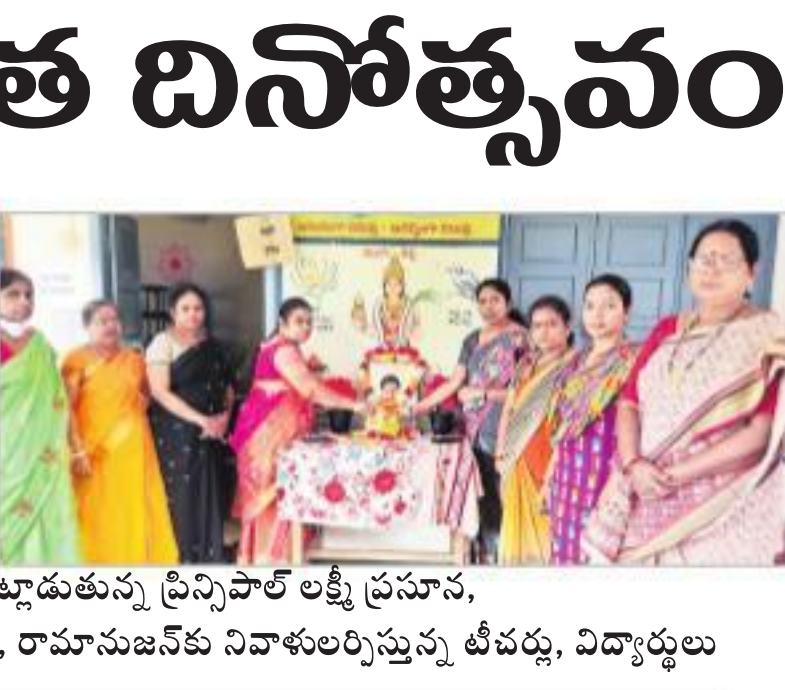 త దినోత్సవం
ట్లాడుతున్న ప్రిన్సిపాల్ లక్ష్మీ ప్రసూన,
, రామానుజన్‌కు నివాళులర్పిస్తున్న టీచర్లు, విద్యార్థులు